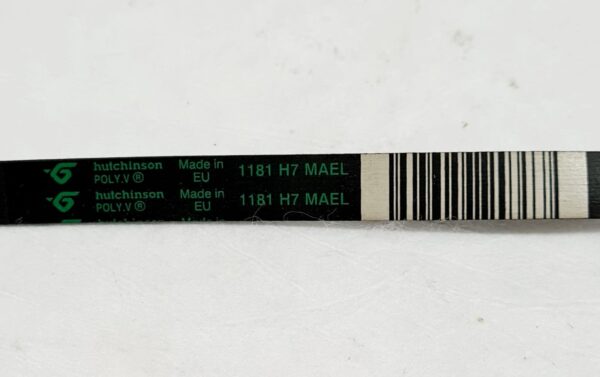 hutchinson Made in 1181 H7 MAEL
POLY.V ® EU
hutchinson Made in 1181 H7 MAEL
POLY.V ® EU